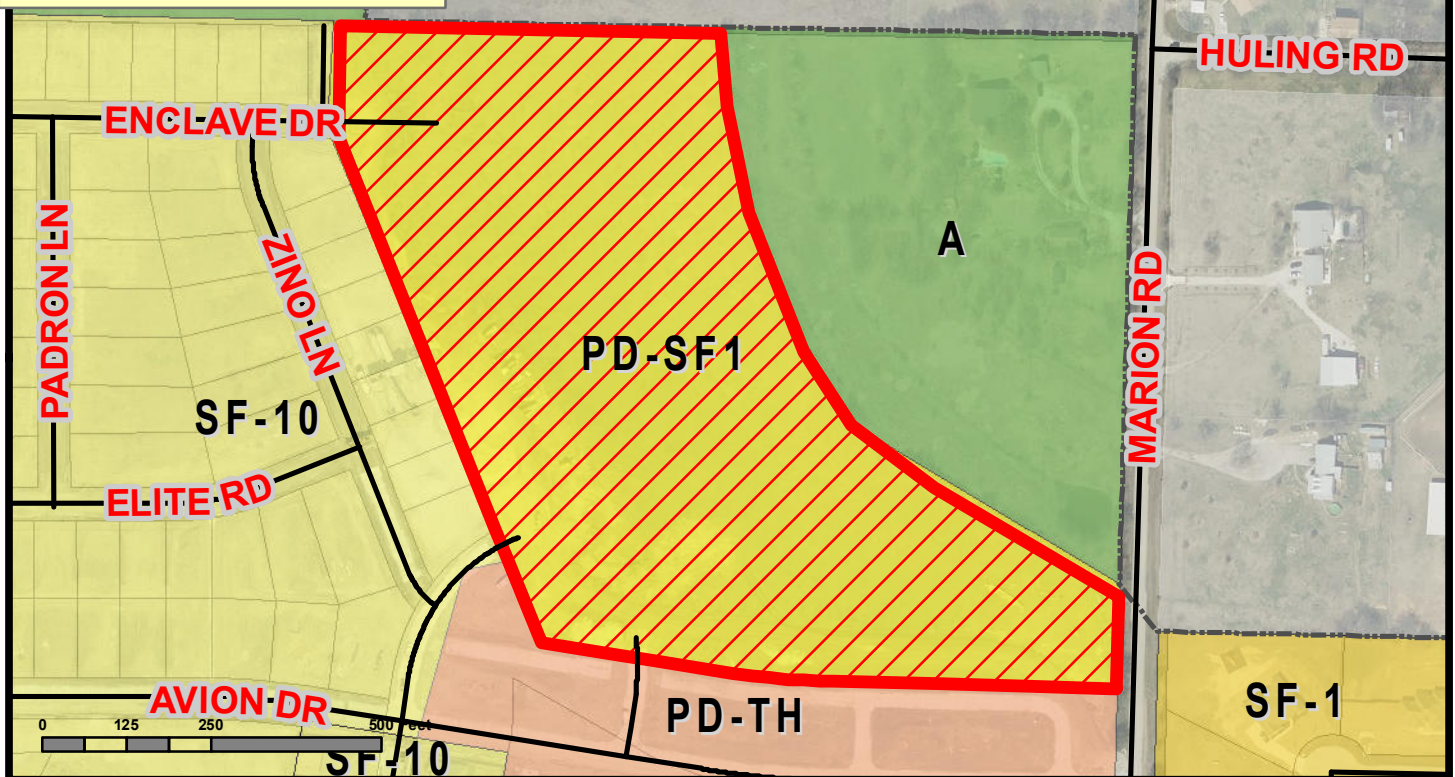 HULING RD
ENCLAVE DR
PADRON LN
ZINO LN
A
MARION RD
PD-SF1
SF-10
ELITE RD
AVION DR
PD-TH
SF-1
0 125 250 500
SF-10